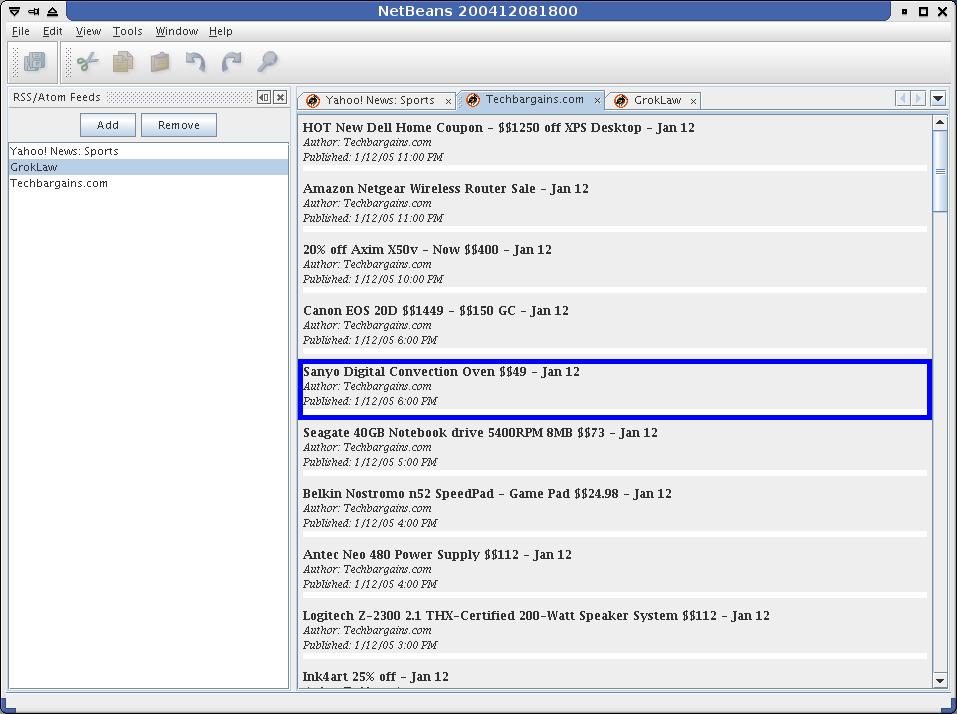 NetBeans 200412081800
File Edit View Tools Window Help
RSS/Atom Feeds
Add Remove
Yahoo! News: Sports
GrokLaw
Techbargains.com
Yahoo! News: Sports Techbargains.com GrokLaw
HOT New Dell Home Coupon - $$1250 off XPS Desktop - Jan 12
Author: Techbargains.com
Published: 1/12/05 11:00 PM
Amazon Netgear Wireless Router Sale - Jan 12
Author: Techbargains.com
Published: 1/12/05 11:00 PM
20% off Axim X50v - Now $$400 - Jan 12
Author: Techbargains.com
Published: 1/12/05 10:00 PM
Canon EOS 20D $$1449 - $$150 GC - Jan 12
Author: Techbargains.com
Published: 1/12/05 6:00 PM
Sanyo Digital Convection Oven $$49 - Jan 12
Author: Techbargains.com
Published: 1/12/05 6:00 PM
Seagate 40GB Notebook drive 5400RPM 8MB $$73 - Jan 12
Author: Techbargains.com
Published: 1/12/05 5:00 PM
Belkin Nostromo n52 SpeedPad - Game Pad $$24.98 - Jan 12
Author: Techbargains.com
Published: 1/12/05 4:00 PM
Antec Neo 480 Power Supply $$112 - Jan 12
Author: Techbargains.com
Published: 1/12/05 4:00 PM
Logitech Z-2300 2.1 THX-Certified 200-Watt Speaker System $$112 - Jan 12
Author: Techbargains.com
Published: 1/12/05 3:00 PM
Ink4art 25% off - Jan 12